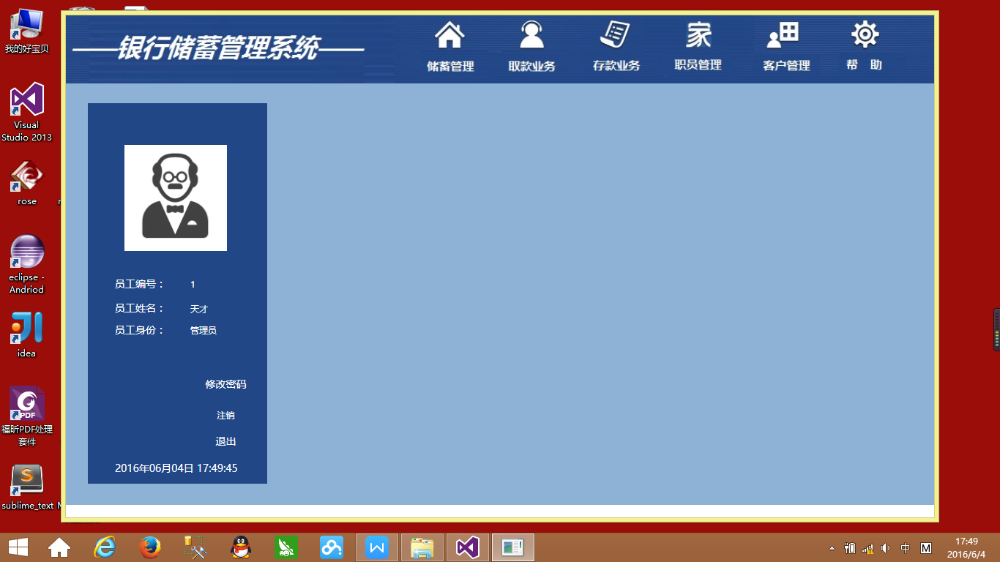 我的好宝贝
Visual
Studio 2013
rose
eclipse -
Andriod
idea
PDF
福昕PDF处理
套件
S
sublime_text
——银行储蓄管理系统——
储蓄管理
取款业务
存款业务
家
职员管理
客户管理
帮 助
员工编号： 1
员工姓名： 天才
员工身份： 管理员
修改密码
注销
退出
2016年06月04日 17:49:45
中
M
17:49
2016/6/4